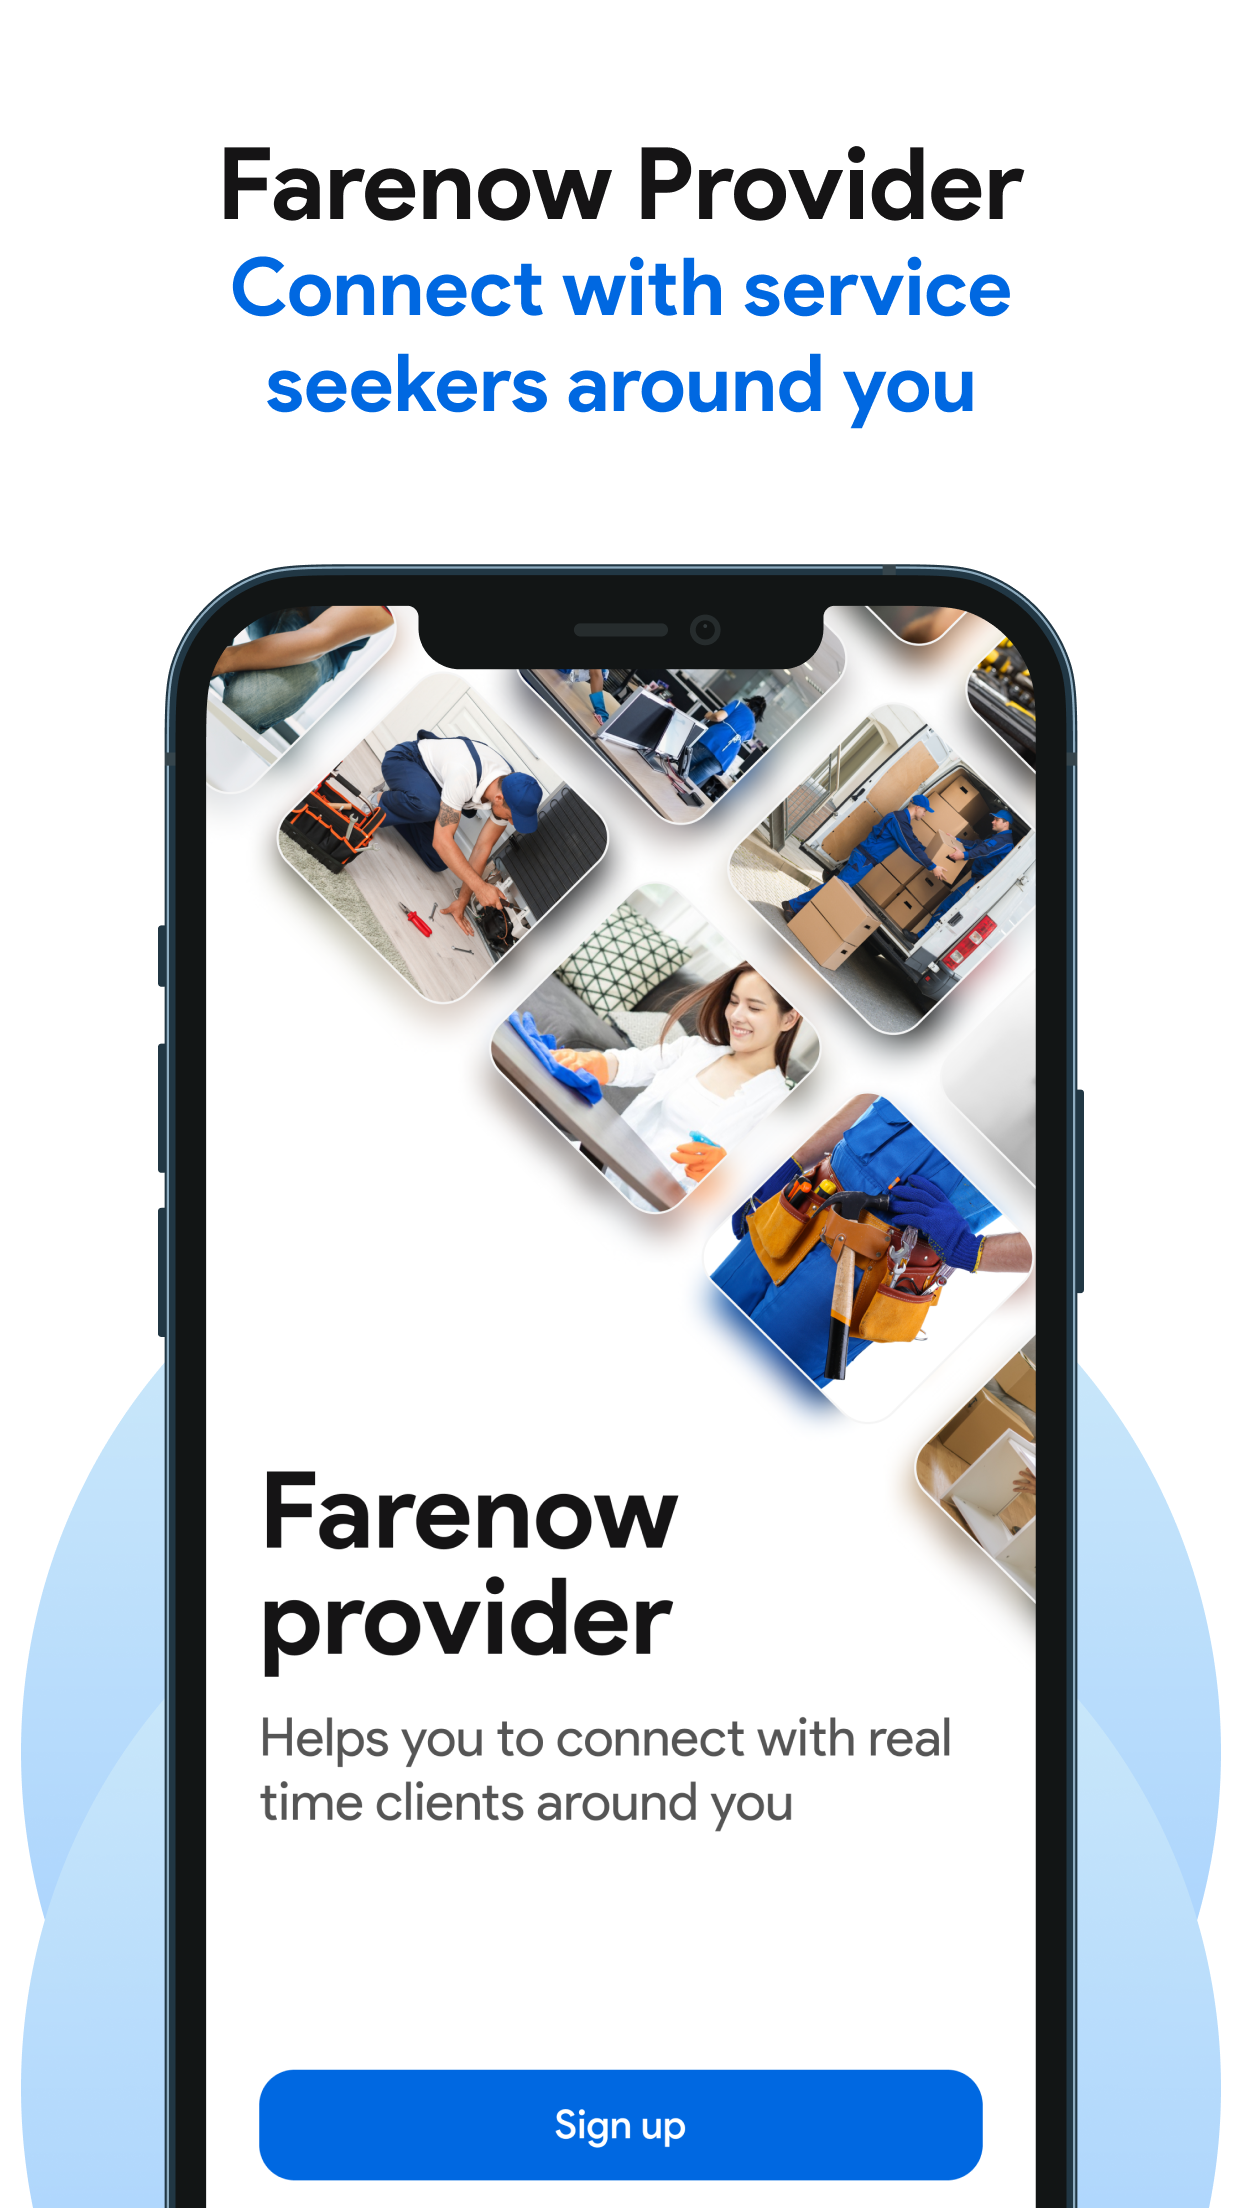 Farenow Provider
Connect with service
seekers around you
Farenow
provider
Helps you to connect with real
time clients around you
Sign up